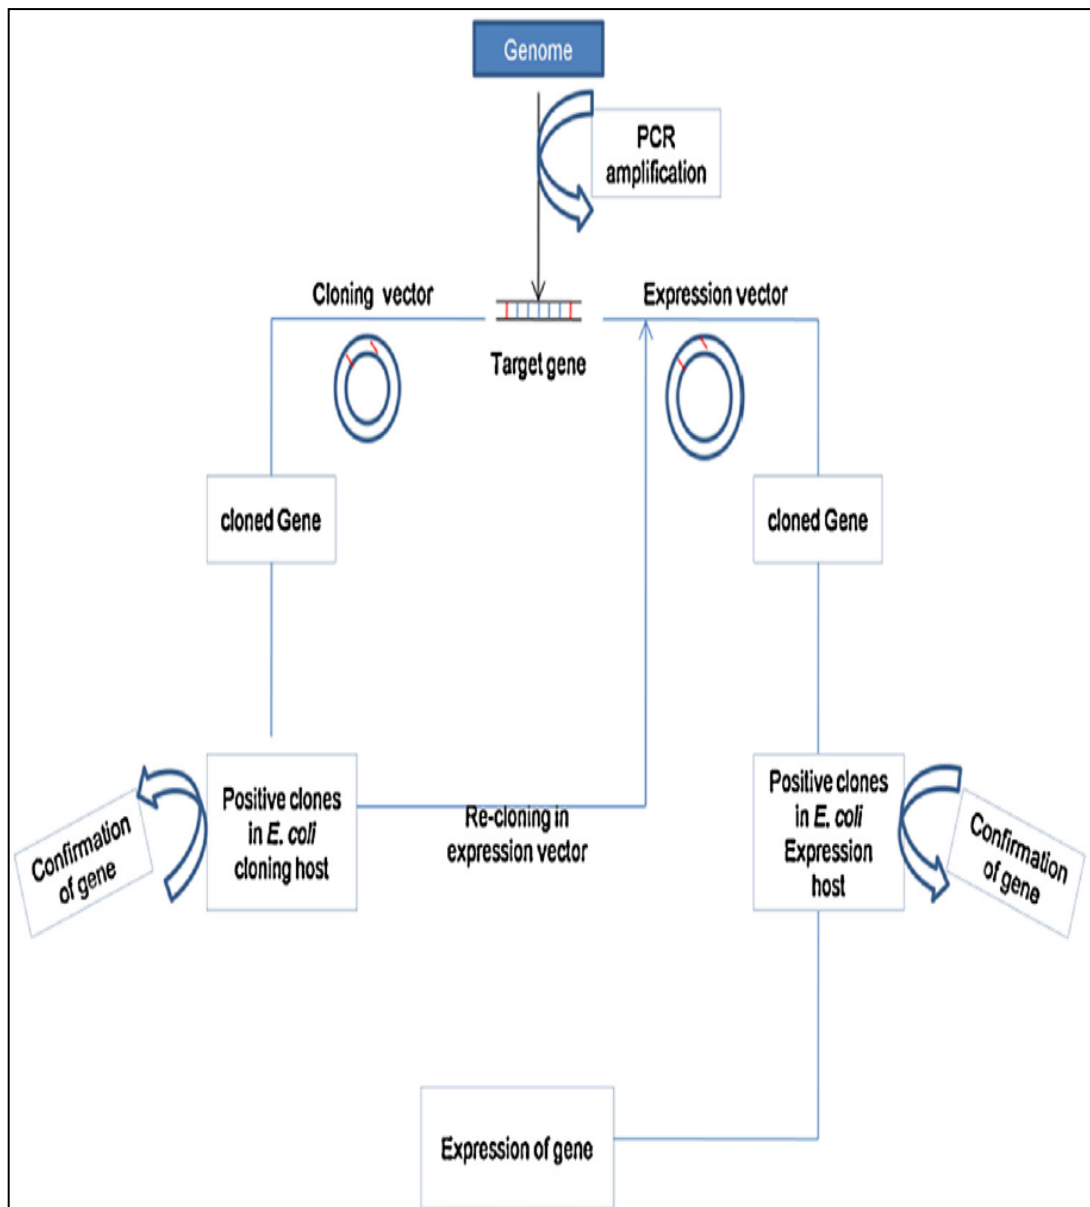 Genome
PCR
amplification
Cloning vector
Expression vector
Target gene
cloned Gene
cloned Gene
Confirmation
of gene
Positive clones
in E. coli
cloning host
Re-cloning in
expression vector
Positive clones
in E. coli
Expression
host
Confirmation
of gene
Expression of gene